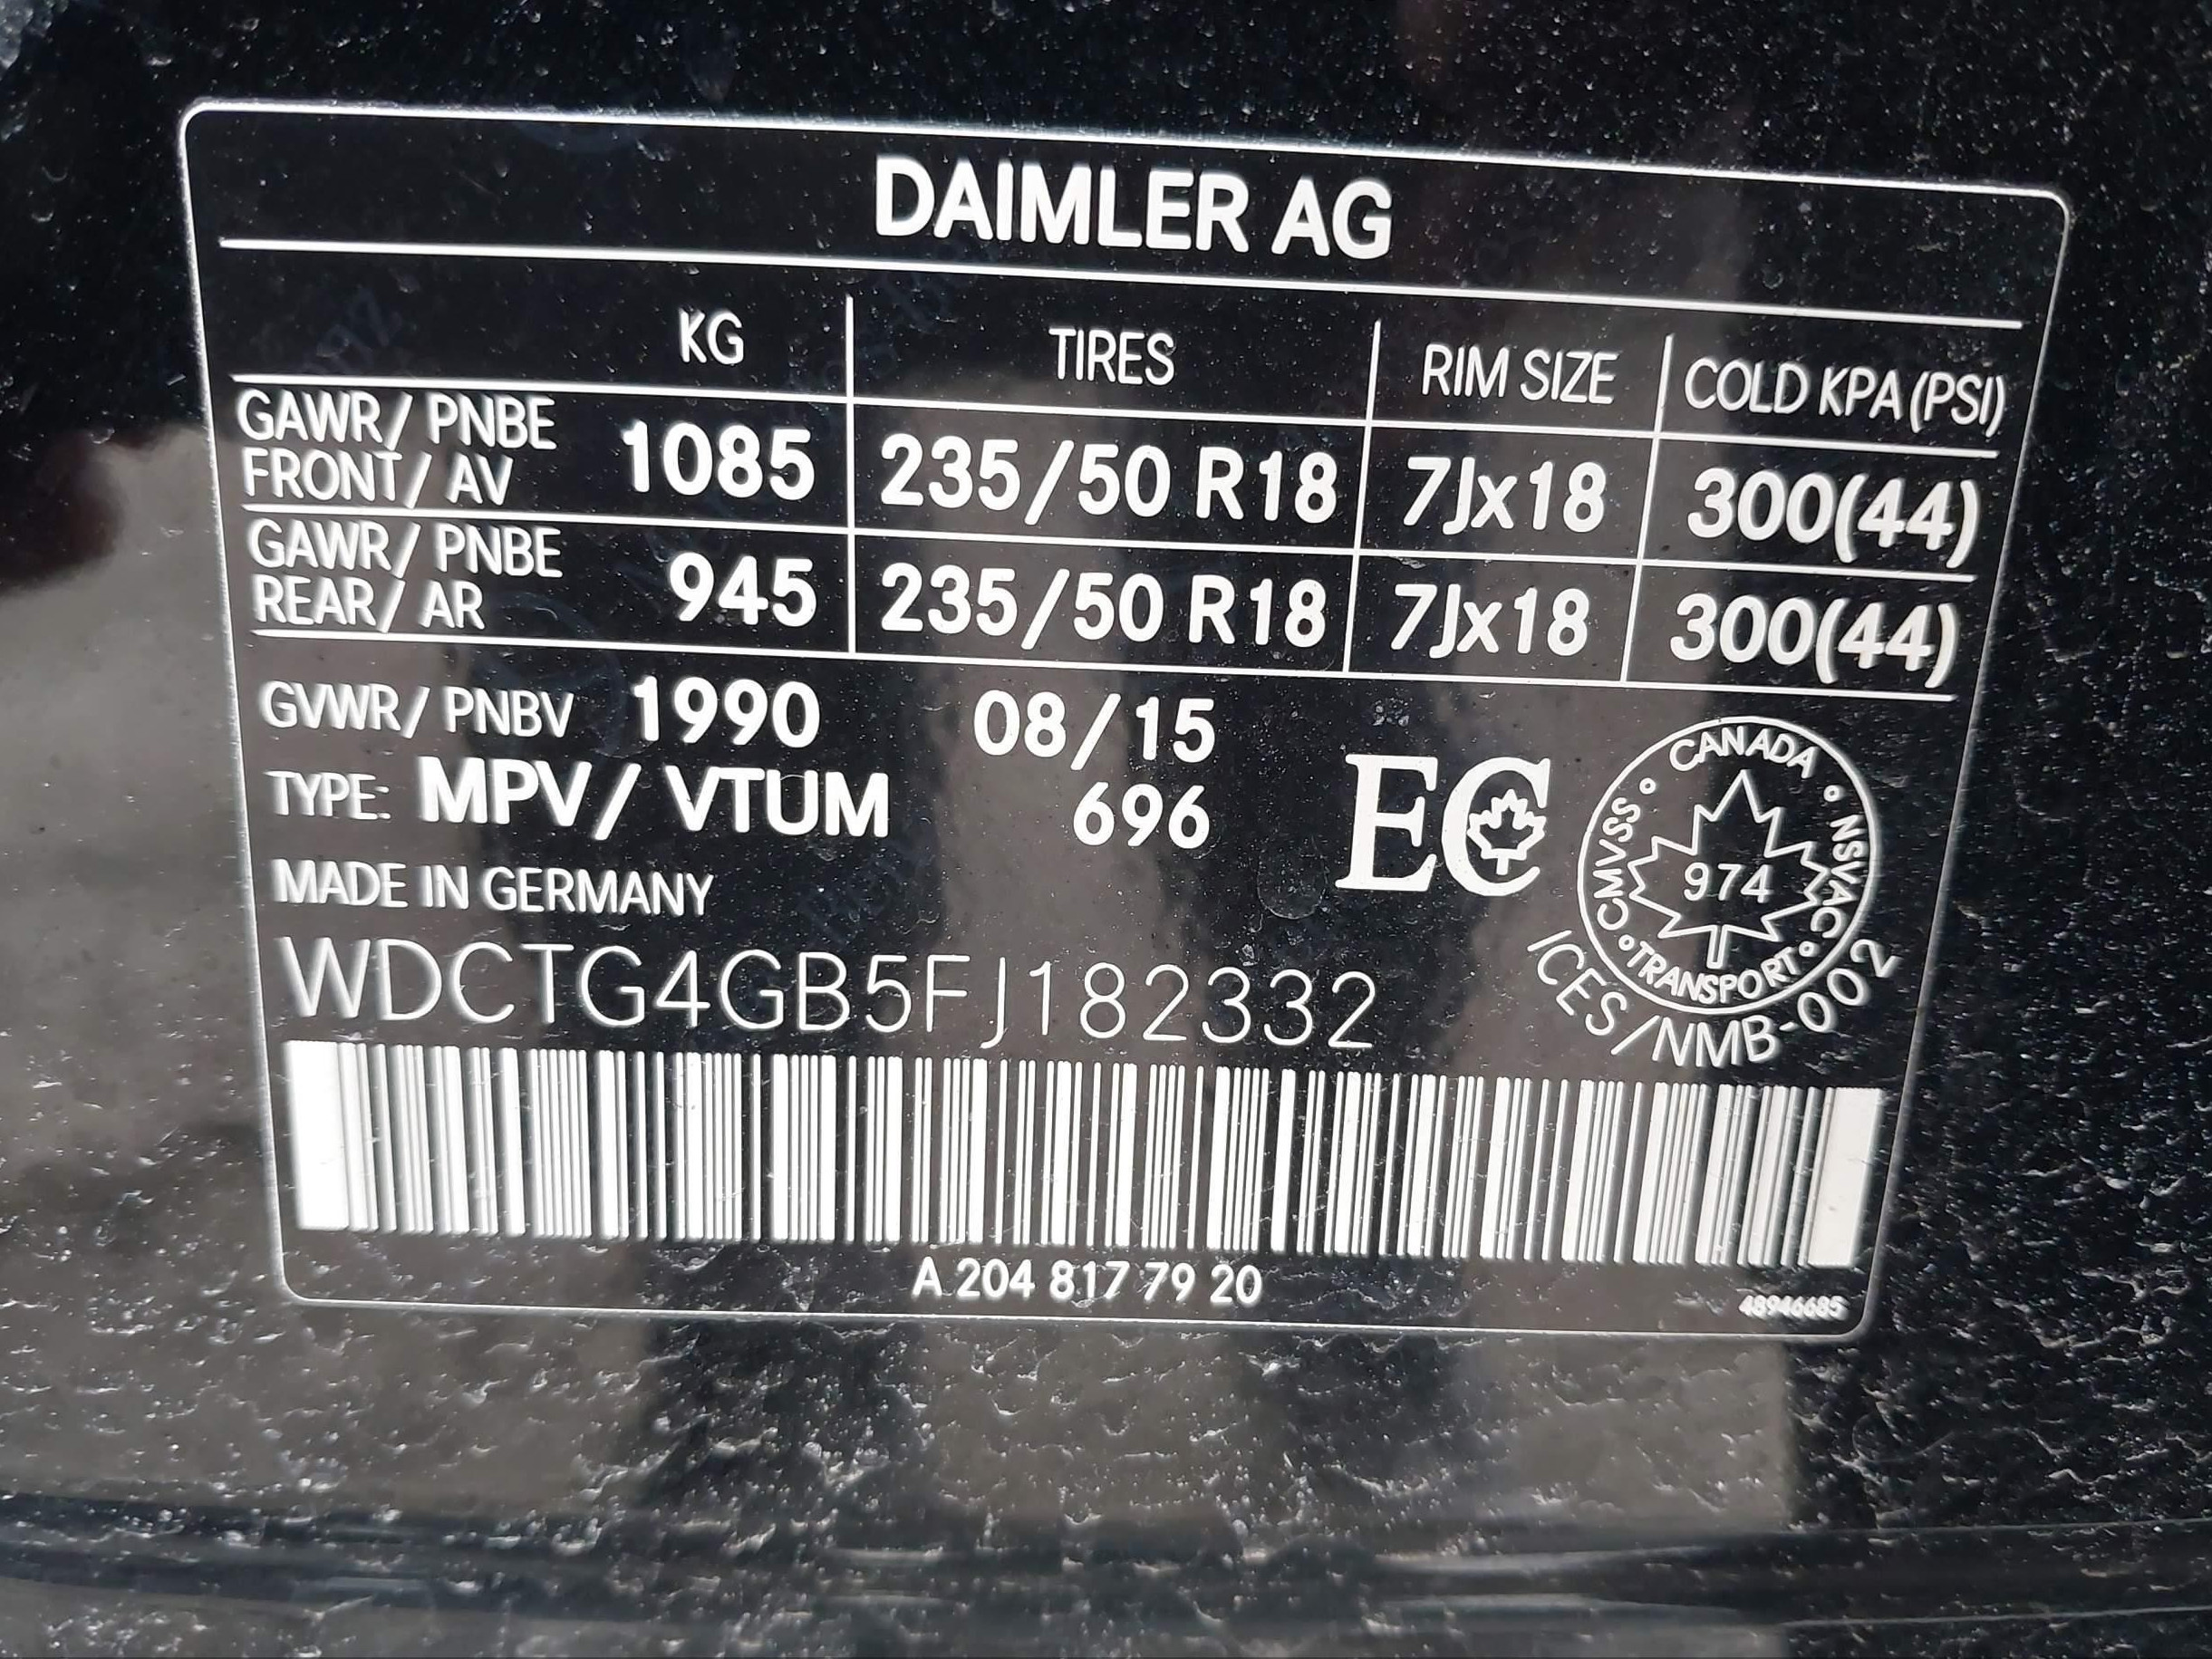 DAIMLER AG
KG TIRES RIM SIZE COLD KPA (PSI)
GAWR/ PNBE
FRONT/ AV 1085 235/50 R18 7Jx18 300(44)
GAWR/ PNBE
REAR/ AR 945 235/50 R18 7Jx18 300(44)
GVWR/ PNBV 1990 08/15
TYPE: MPV/ VTUM 696
MADE IN GERMANY
WDCTG4GB5FJ182332
EC
CANADA
CMVSS NSVAC
974
TRANSPORT
ICES/NMB-002
A 204 817 79 20
48946685